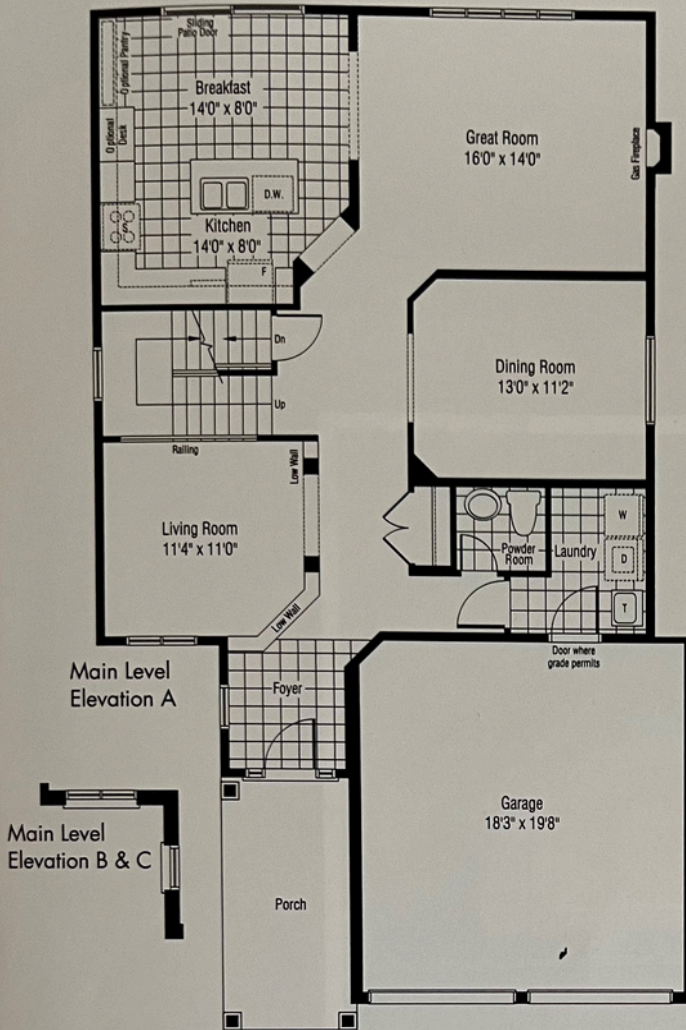 Sliding
Patio Door
Optional Pantry
Breakfast
14'0" x 8'0"
Optional
Desk
Great Room
16'0" x 14'0"
Gas Fireplace
D.W.
S
Kitchen
14'0" x 8'0"
F
Dn
Up
Dining Room
13'0" x 11'2"
Railing
Low Wall
Living Room
11'4" x 11'0"
Low Wall
Powder
Room
Laundry
W
D
T
Door where
grade permits
Main Level
Elevation A
Foyer
Main Level
Elevation B & C
Garage
18'3" x 19'8"
Porch